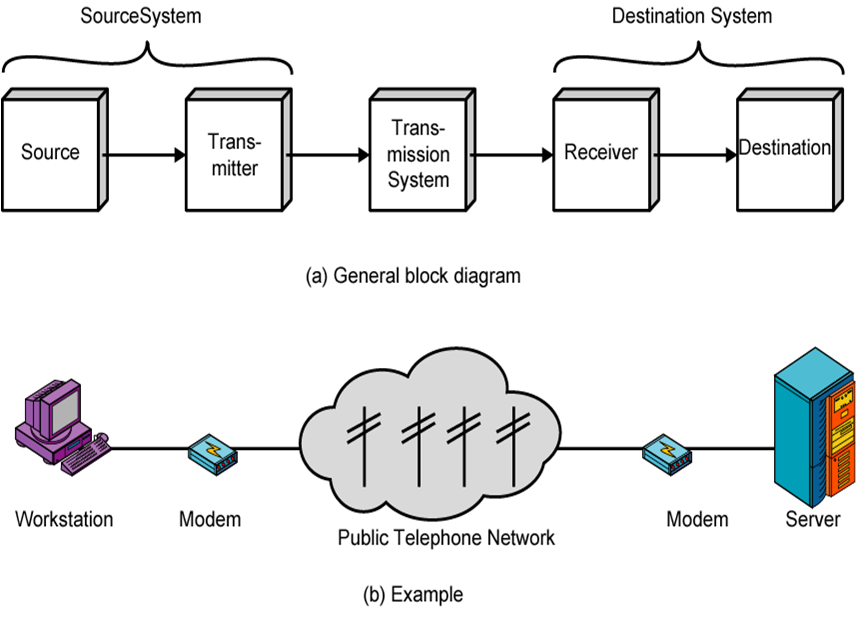 SourceSystem
Destination System
Source
Trans-
mitter
Trans-
mission
System
Receiver
Destination
(a) General block diagram
Workstation
Modem
Public Telephone Network
Modem
Server
(b) Example